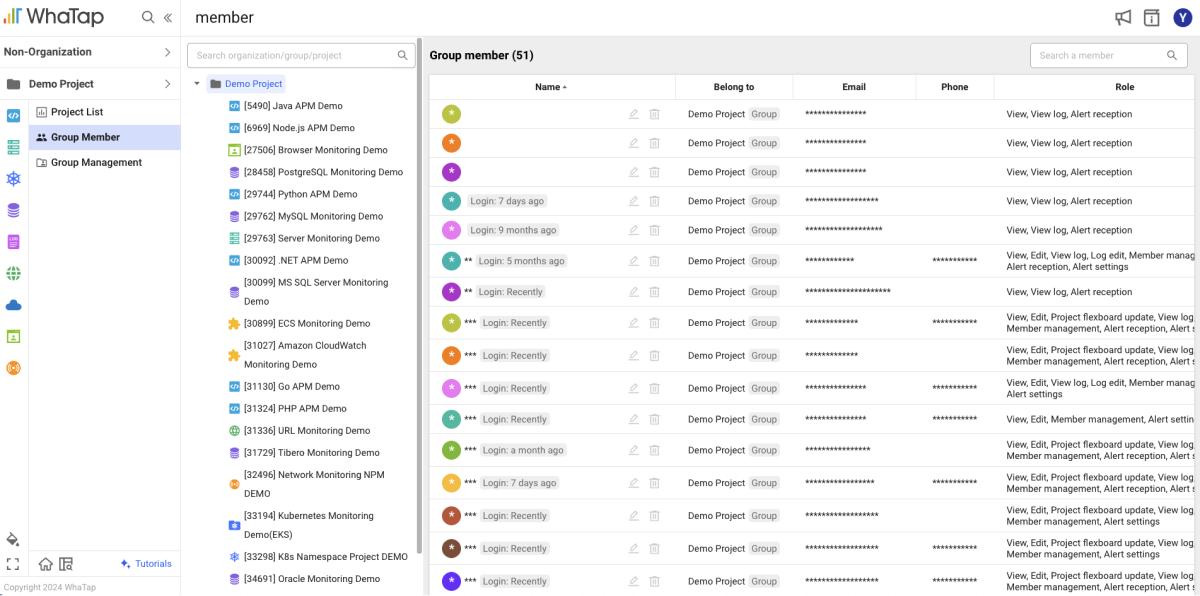 WhaTap
member
Y
Non-Organization
Demo Project
Project List
Group Member
Group Management
Tutorials
Copyright 2024 WhaTap
Search organization/group/project
Demo Project
[5490] Java APM Demo
[6969] Node.js APM Demo
[27506] Browser Monitoring Demo
[28458] PostgreSQL Monitoring Demo
[29744] Python APM Demo
[29762] MySQL Monitoring Demo
[29763] Server Monitoring Demo
[30092] .NET APM Demo
[30099] MS SQL Server Monitoring
Demo
[30899] ECS Monitoring Demo
[31027] Amazon CloudWatch
Monitoring Demo
[31130] Go APM Demo
[31324] PHP APM Demo
[31336] URL Monitoring Demo
[31729] Tibero Monitoring Demo
[32496] Network Monitoring NPM
DEMO
[33194] Kubernetes Monitoring
Demo(EKS)
[33298] K8s Namespace Project DEMO
[34691] Oracle Monitoring Demo
Group member (51)
Search a member
Name Belong to Email Phone Role
* Demo Project Group *************** View, View log, Alert reception
* Demo Project Group *************** View, View log, Alert reception
* Demo Project Group *************** View, View log, Alert reception
* Login: 7 days ago Demo Project Group ****************** View, View log, Alert reception
* Login: 9 months ago Demo Project Group ******************* View, View log, Alert reception
* ** Login: 5 months ago Demo Project Group ************ *********** View, Edit, View log, Log edit, Member manag
Alert reception, Alert settings
* ** Login: Recently Demo Project Group ********************* View, View log, Alert reception
* *** Login: Recently Demo Project Group ************* *********** View, Edit, Project flexboard update, View log
Member management, Alert reception, Alert s
* *** Login: Recently Demo Project Group ************* View, Edit, Project flexboard update, View log
Member management, Alert reception, Alert s
* *** Login: Recently Demo Project Group *************** *********** View, Edit, View log, Log edit, Member manag
Alert settings
* *** Login: Recently Demo Project Group *************** *********** View, Edit, Member management, Alert settin
* *** Login: a month ago Demo Project Group **************** View, Edit, Project flexboard update, View log
Member management, Alert reception, Alert s
* *** Login: 7 days ago Demo Project Group ***************** *********** View, Edit, Project flexboard update, View log
Member management, Alert reception, Alert s
* *** Login: Recently Demo Project Group ****************** View, Edit, Project flexboard update, View log
Member management, Alert settings
* *** Login: Recently Demo Project Group ****************** *********** View, Edit, Project flexboard update, View log
Member management, Alert settings
* *** Login: Recently Demo Project Group ****************** *********** View, Edit, Project flexboard update, View log
Member management, Alert reception, Alert s